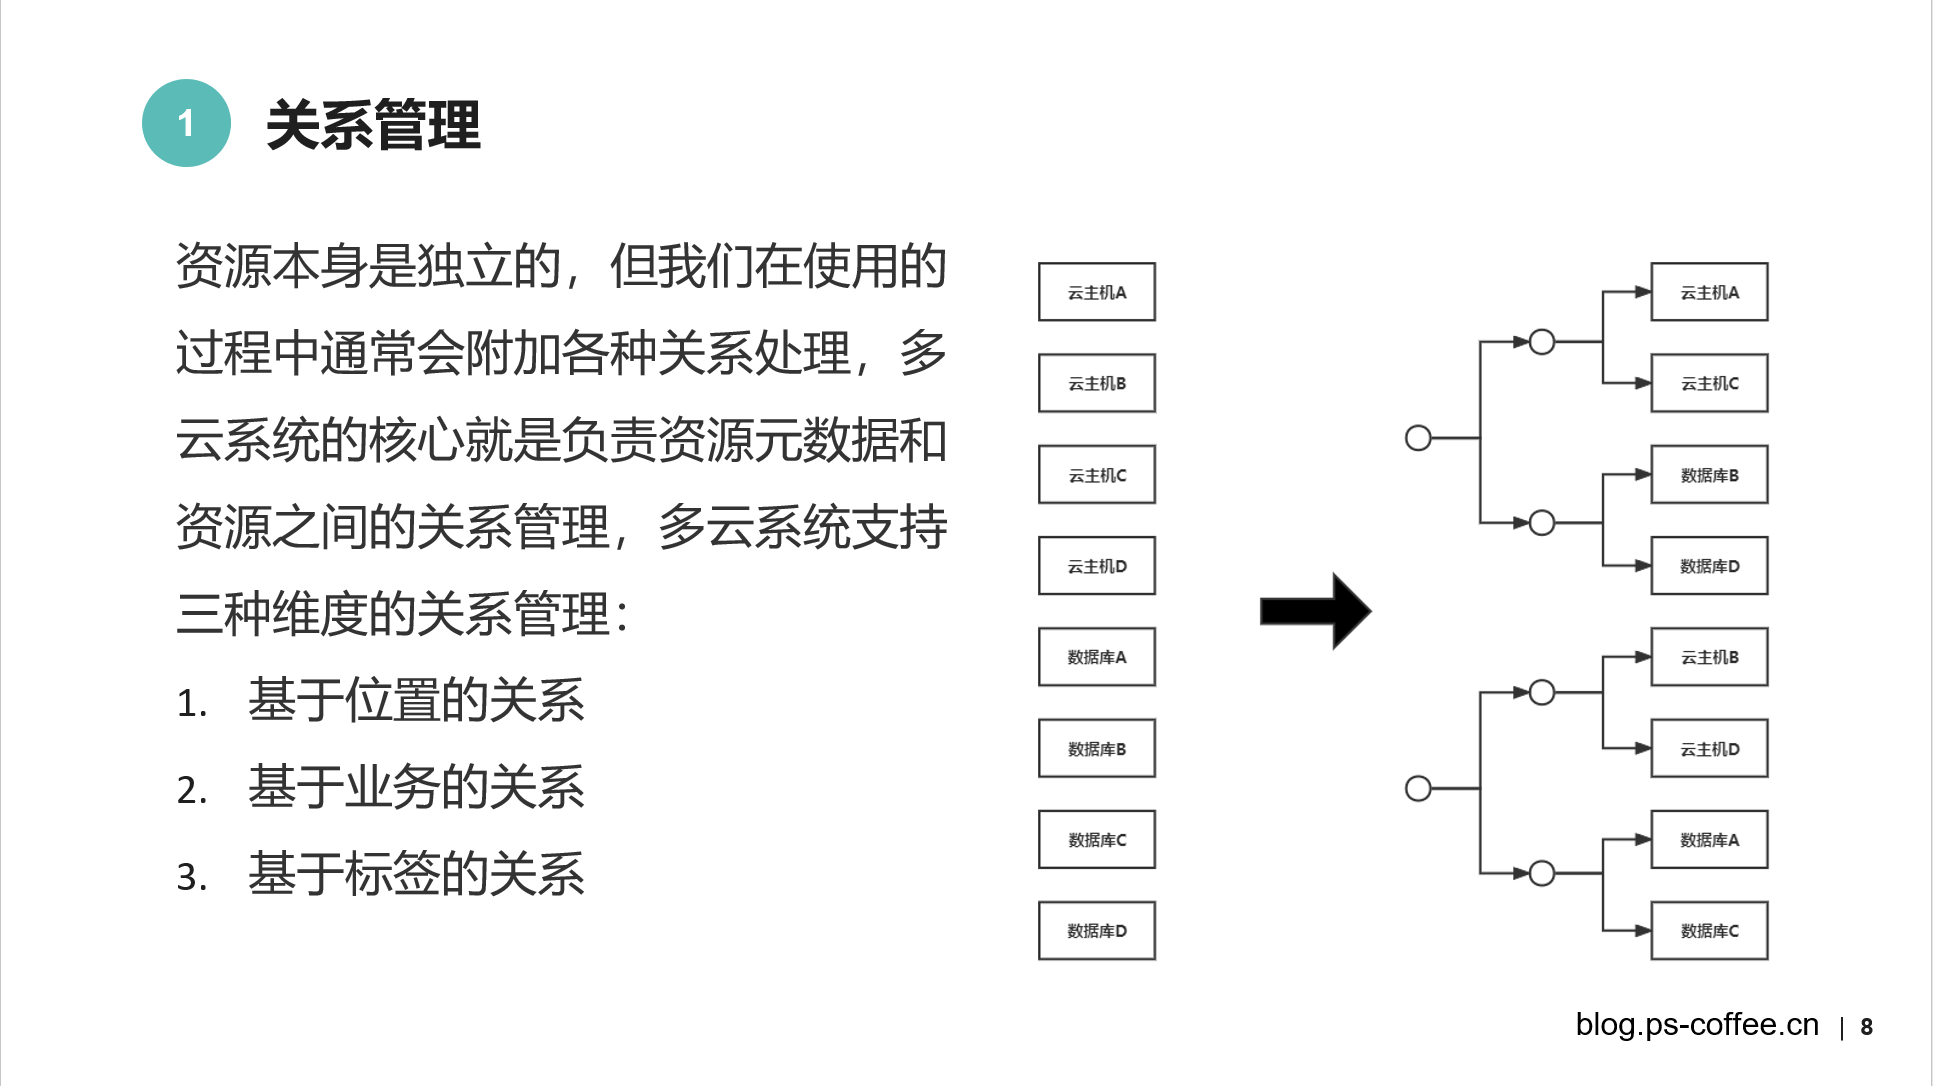 1
关系管理
资源本身是独立的，但我们在使用的
过程中通常会附加各种关系处理，多
云系统的核心就是负责资源元数据和
资源之间的关系管理，多云系统支持
三种维度的关系管理：
1. 基于位置的关系
2. 基于业务的关系
3. 基于标签的关系
云主机A
云主机B
云主机C
云主机D
数据库A
数据库B
数据库C
数据库D
云主机A
云主机C
数据库B
数据库D
云主机B
云主机D
数据库A
数据库C
blog.ps-coffee.cn | 8